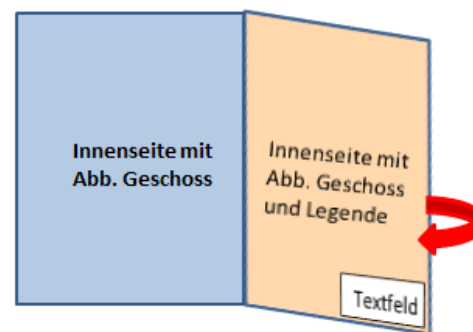 Innenseite mit
Abb. Geschoss
Innenseite mit
Abb. Geschoss
und Legende
Textfeld